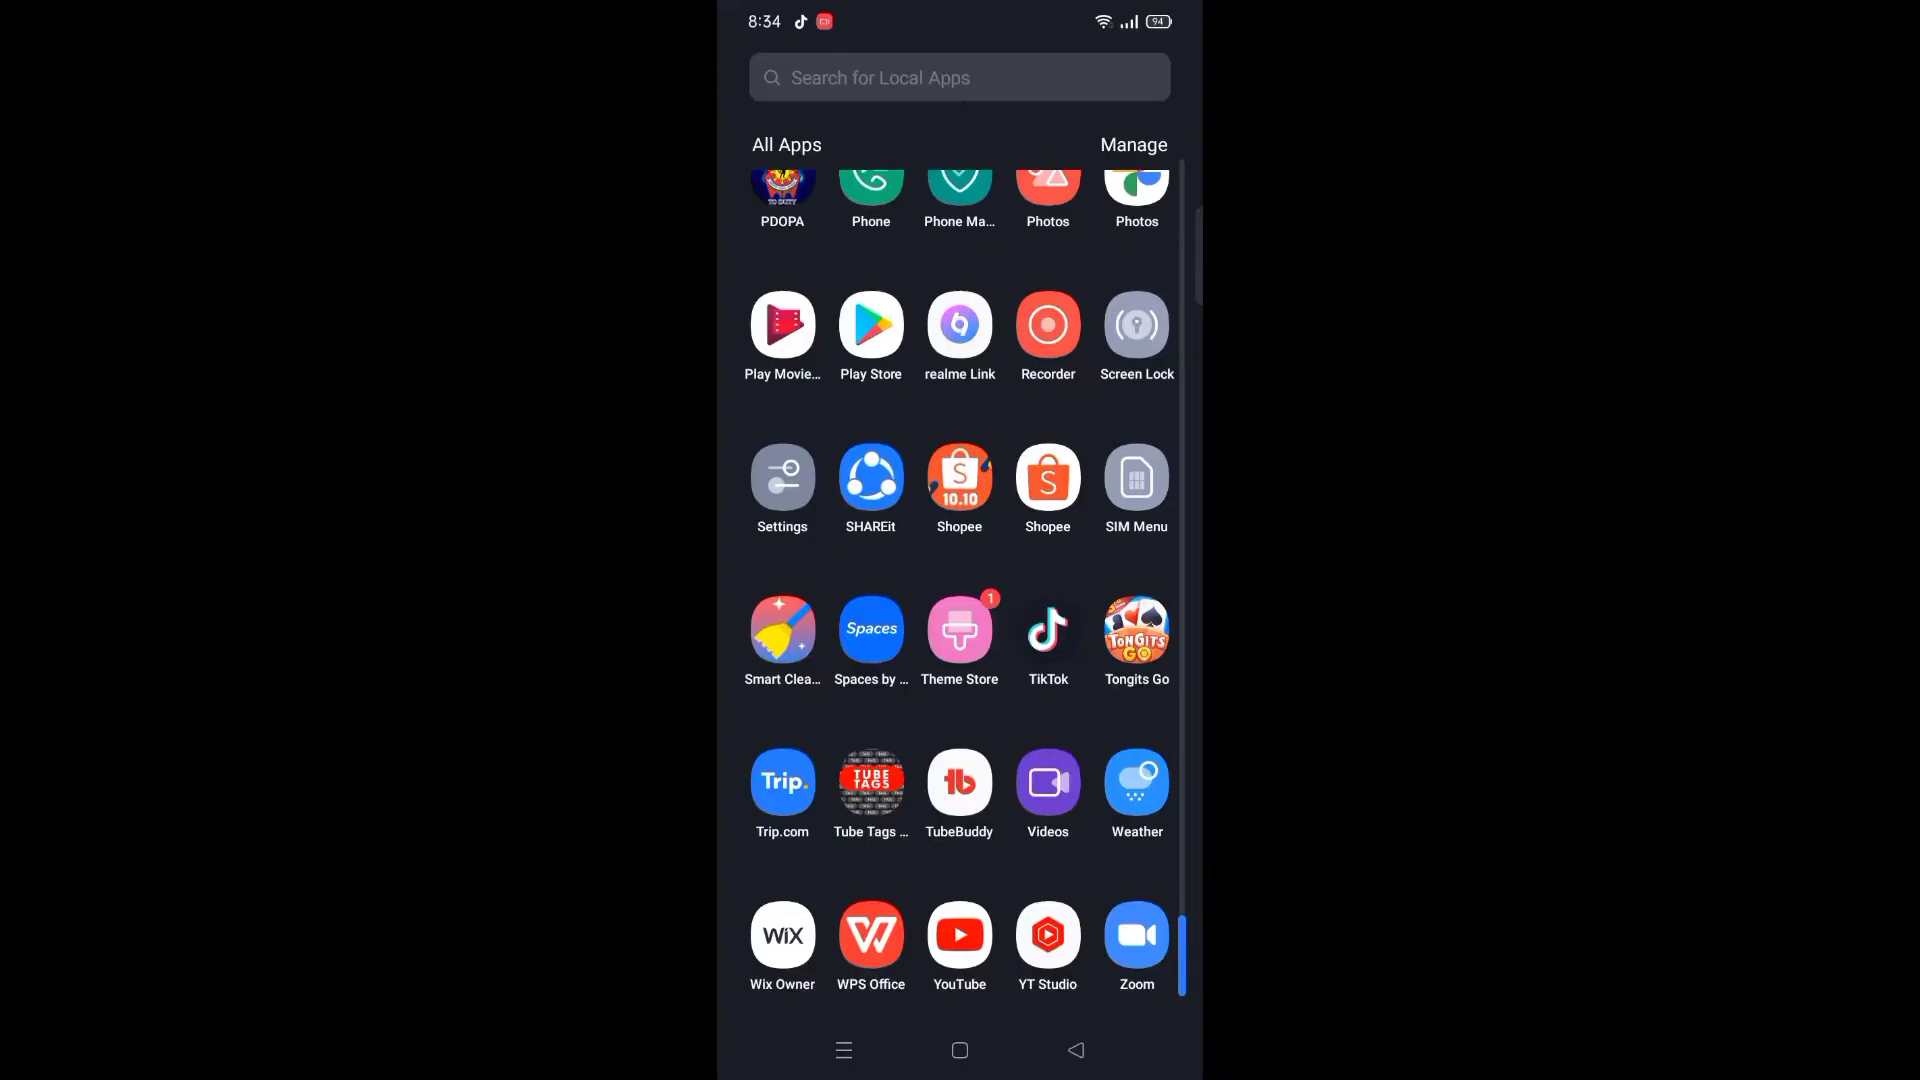 8:34
94
Search for Local Apps
All Apps
Manage
TO DUTY
PDOPA
Phone
Phone Ma...
Photos
Photos
Play Movie...
Play Store
realme Link
Recorder
Screen Lock
S
10.10
S
Settings
SHAREit
Shopee
Shopee
SIM Menu
Spaces
1
TONGITS
GO
Smart Clea...
Spaces by ...
Theme Store
TikTok
Tongits Go
Trip.
TUBE
TAGS
tb
Trip.com
Tube Tags ...
TubeBuddy
Videos
Weather
WiX
W
Wix Owner
WPS Office
YouTube
YT Studio
Zoom